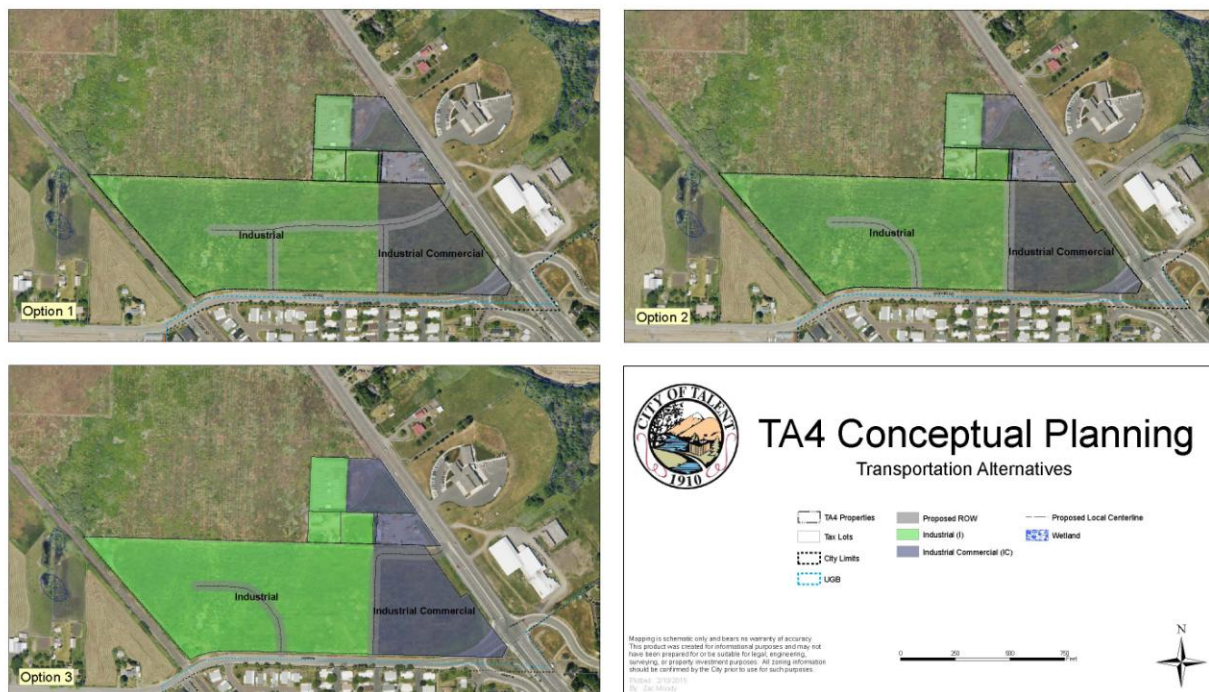 Industrial
Industrial Commercial
Option 1
Industrial
Industrial Commercial
Option 2
Industrial
Industrial Commercial
Option 3
CITY OF TALENT
1910
TA4 Conceptual Planning
Transportation Alternatives
TA4 Properties
Tax Lots
City Limits
UGB
Proposed ROW
Industrial (I)
Industrial Commercial (IC)
Proposed Local Centerline
Wetland
Mapping is schematic only and bears no warranty of accuracy.
This product was created for informational purposes and may not
have been prepared for or be suitable for legal, engineering,
surveying, or property investment purposes. All zoning information
should be confirmed by the City prior to use for such purposes.
By: Zac Moody
0 250 500 750
Feet
N